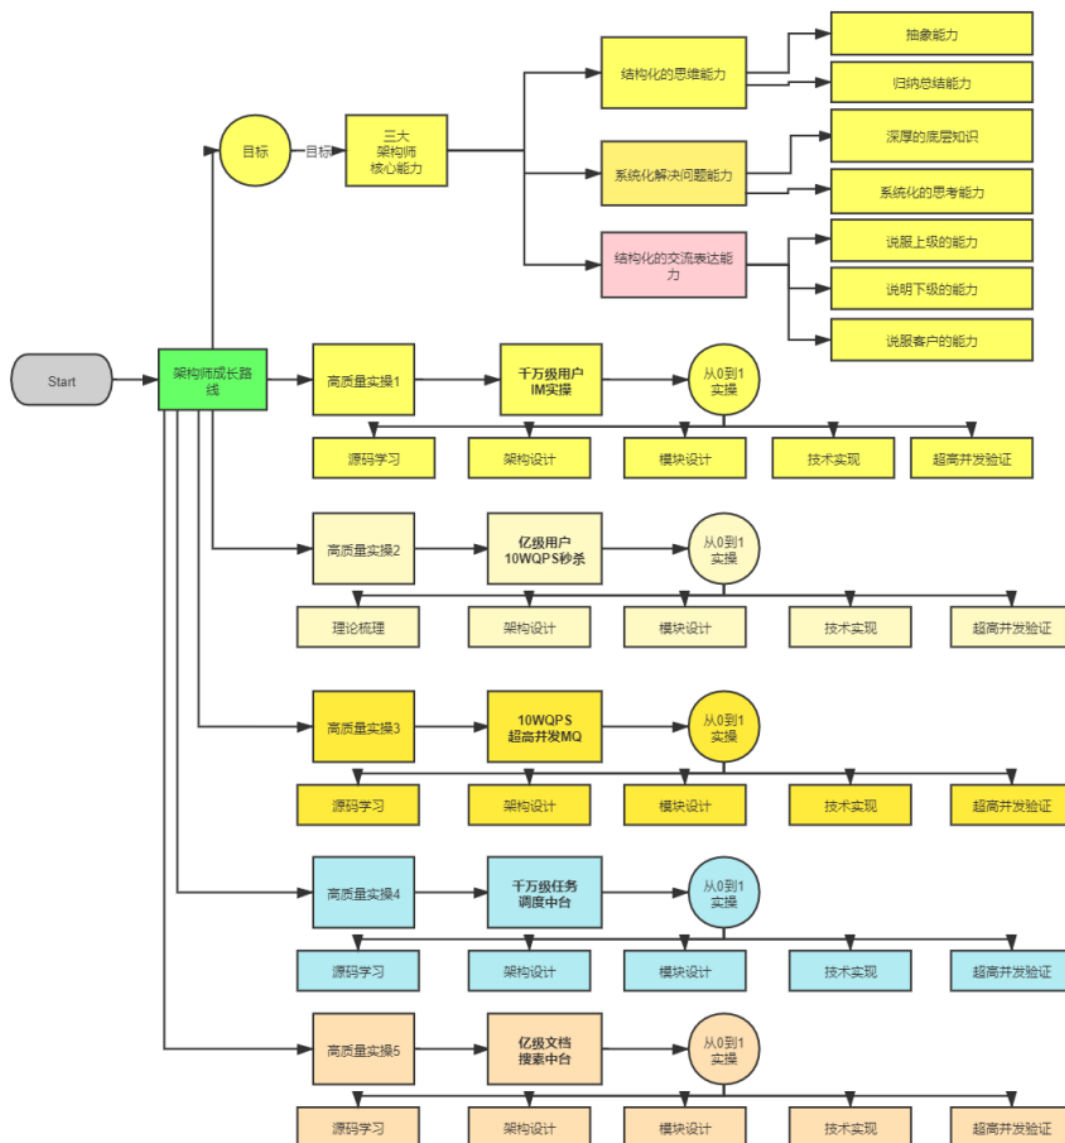 抽象能力
结构化的思维能力
归纳总结能力
目标
目标
三大
架构师
核心能力
深厚的底层知识
系统化解决问题能力
系统化的思考能力
说服上级的能力
结构化的交流表达能
力
说明下级的能力
说服客户的能力
Start
架构师成长路
线
高质量实操1
千万级用户
IM实操
从0到1
实操
源码学习
架构设计
模块设计
技术实现
超高并发验证
高质量实操2
亿级用户
10WQPS秒杀
从0到1
实操
理论梳理
架构设计
模块设计
技术实现
超高并发验证
高质量实操3
10WQPS
超高并发MQ
从0到1
实操
源码学习
架构设计
模块设计
技术实现
超高并发验证
高质量实操4
千万级任务
调度中台
从0到1
实操
源码学习
架构设计
模块设计
技术实现
超高并发验证
高质量实操5
亿级文档
搜素中台
从0到1
实操
源码学习
架构设计
模块设计
技术实现
超高并发验证